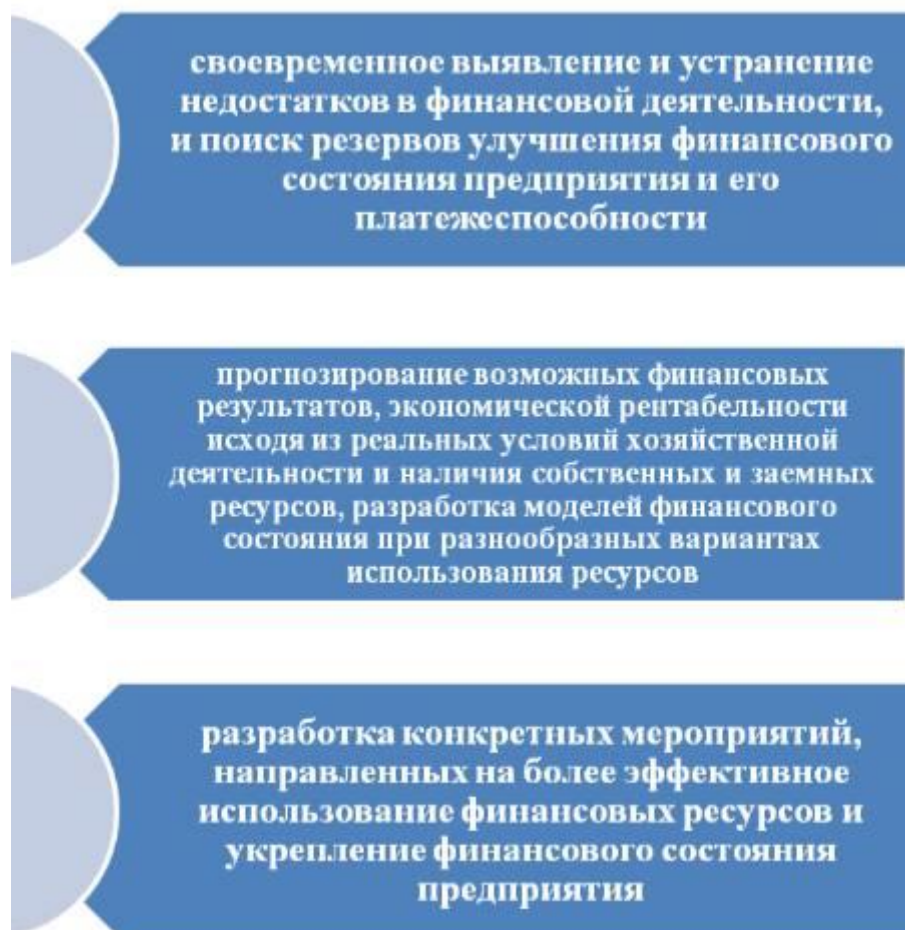 своевременное выявление и устранение
недостатков в финансовой деятельности,
и поиск резервов улучшения финансового
состояния предприятия и его
платежеспособности
прогнозирование возможных финансовых
результатов, экономической рентабельности
исходя из реальных условий хозяйственной
деятельности и наличия собственных и заемных
ресурсов, разработка моделей финансового
состояния при разнообразных вариантах
использования ресурсов
разработка конкретных мероприятий,
направленных на более эффективное
использование финансовых ресурсов и
укрепление финансового состояния
предприятия